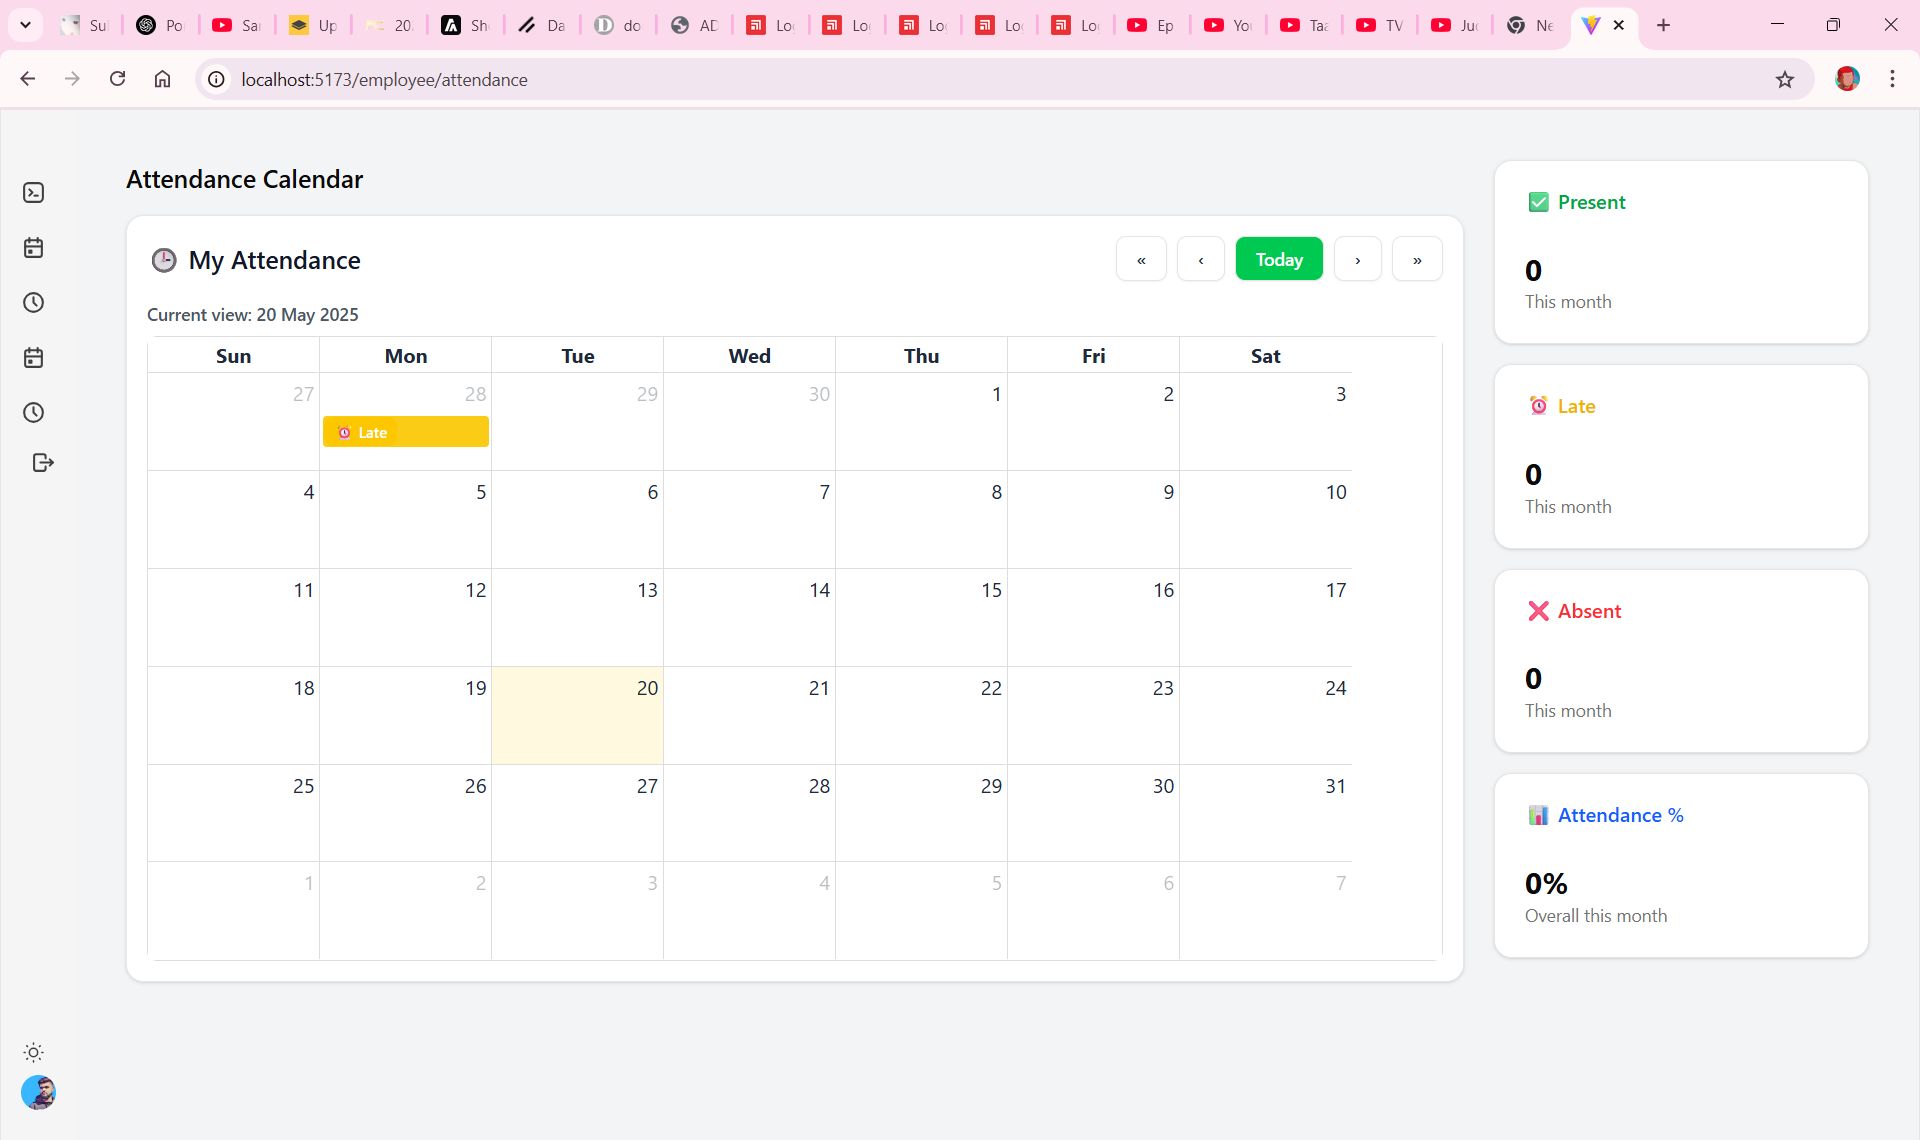 Su
Po
Sa
Up
20
Sh
Da
do
AD
Lo
Lo
Lo
Lo
Lo
Ep
Yo
Taa
TV
Ju
Ne
localhost:5173/employee/attendance
Attendance Calendar
My Attendance
« ‹ Today › »
Current view: 20 May 2025
Sun Mon Tue Wed Thu Fri Sat
27 28 29 30 1 2 3
Late
4 5 6 7 8 9 10
11 12 13 14 15 16 17
18 19 20 21 22 23 24
25 26 27 28 29 30 31
1 2 3 4 5 6 7
Present
0
This month
Late
0
This month
Absent
0
This month
Attendance %
0%
Overall this month